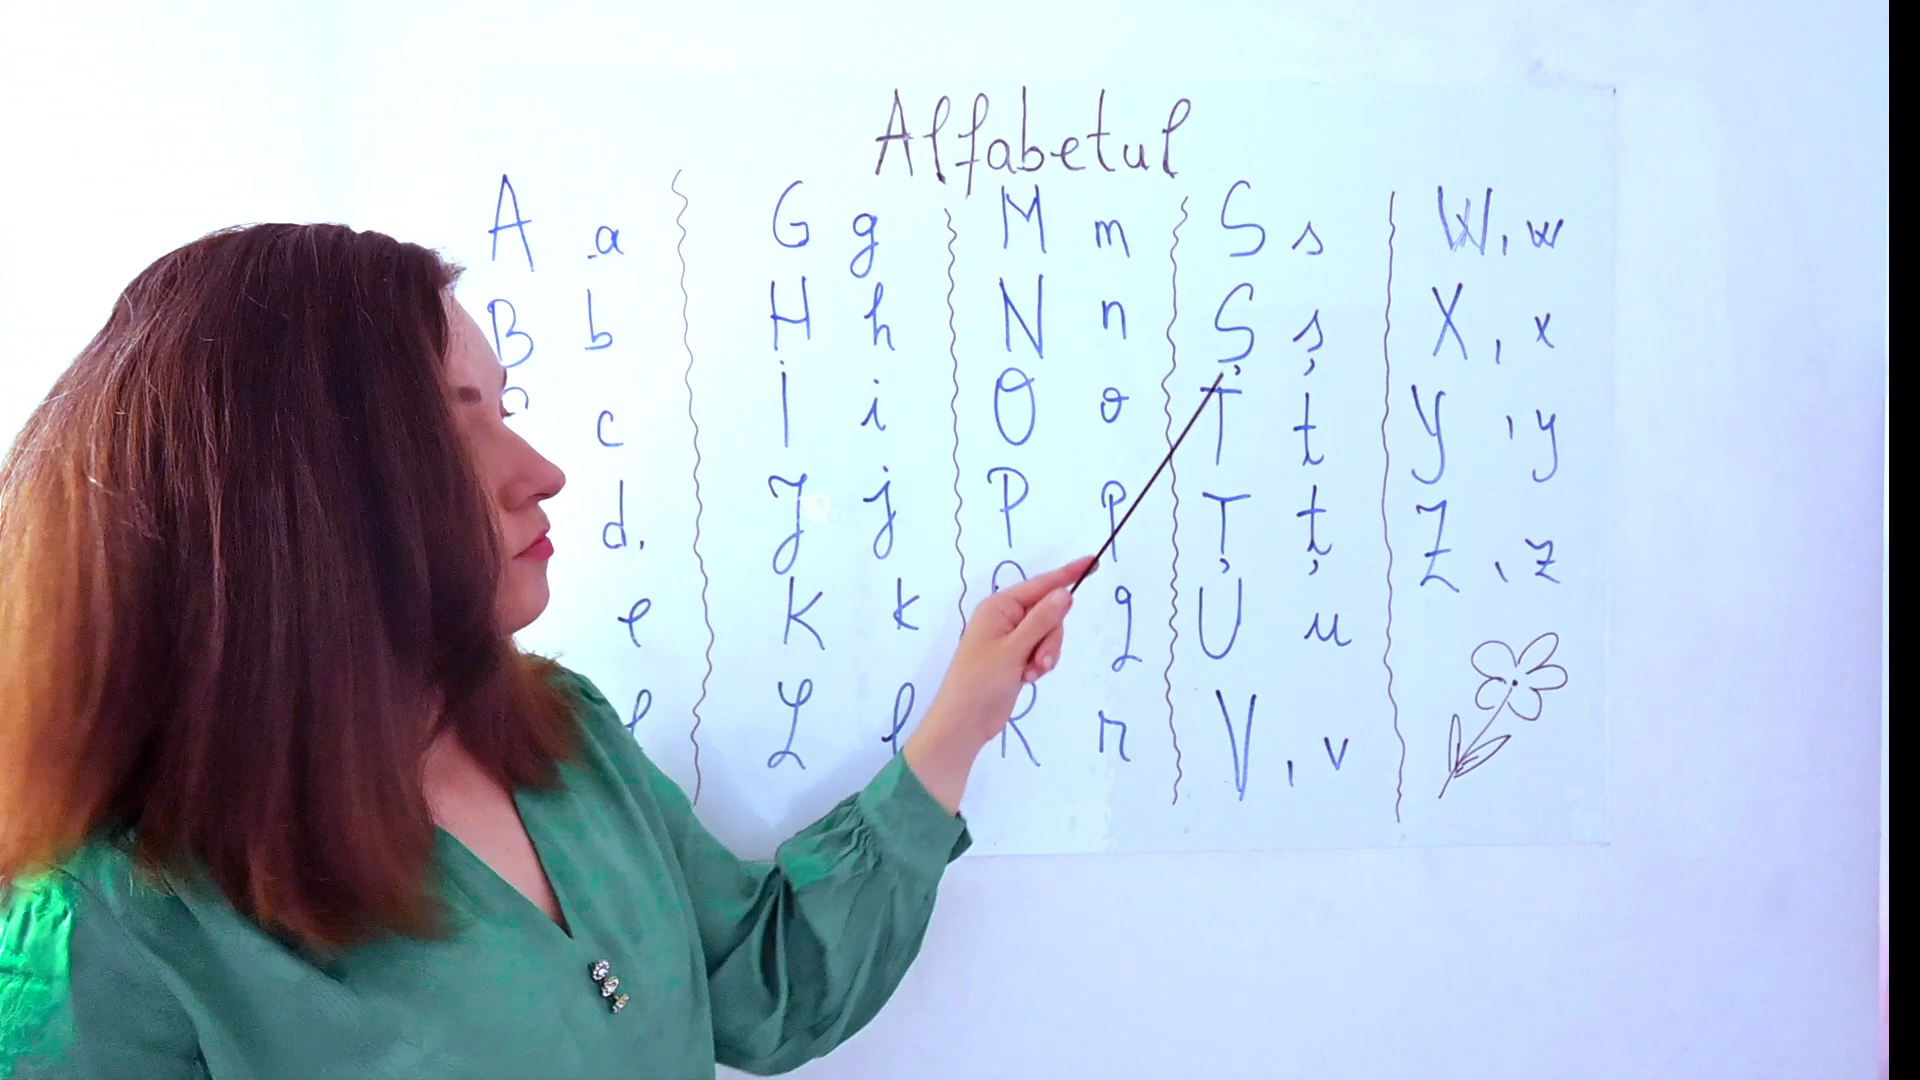 Alfabetul
A a
B b
c
d.
e
G g
H h
İ i
J j
K k
L l
M m
N n
O o
P p
q
R r
S s
Ș ș
T t
Ț ț
U u
V , v
W , w
X , x
Y , y
Z , z